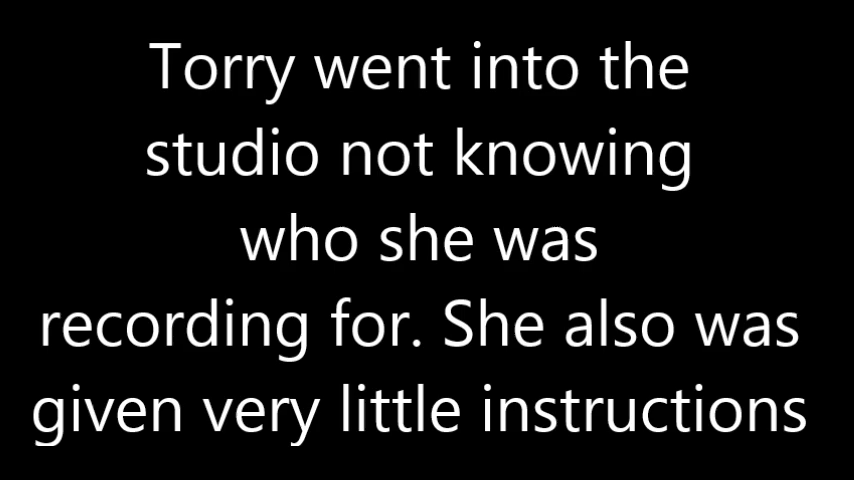 Torry went into the
studio not knowing
who she was
recording for. She also was
given very little instructions